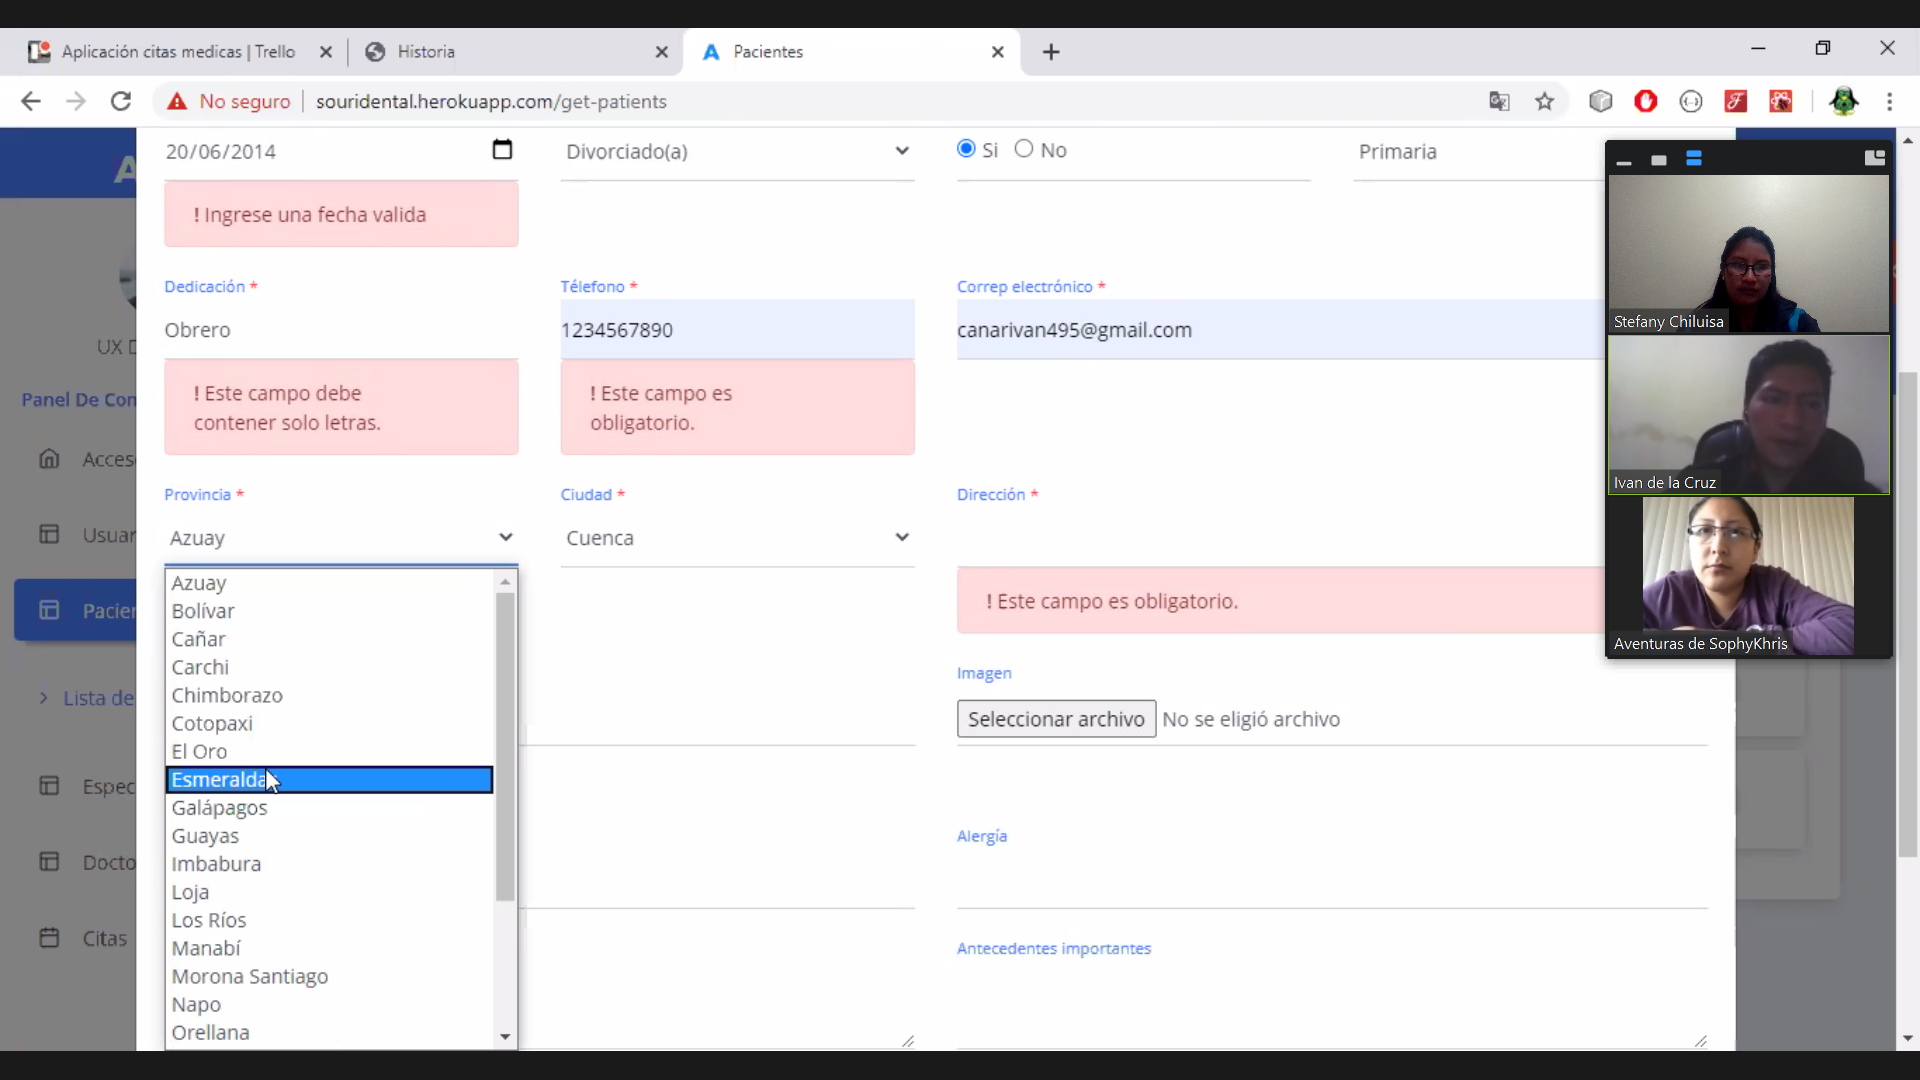 Aplicación citas medicas | Trello
Historia
Pacientes
No seguro
souridental.herokuapp.com/get-patients
A
20/06/2014
Divorciado(a)
Si
No
Primaria
! Ingrese una fecha valida
Dedicación *
Télefono *
Correp electrónico *
Obrero
1234567890
canarivan495@gmail.com
! Este campo debe
contener solo letras.
! Este campo es
obligatorio.
Provincia *
Ciudad *
Dirección *
Azuay
Cuenca
! Este campo es obligatorio.
Azuay
Bolívar
Cañar
Carchi
Chimborazo
Cotopaxi
El Oro
Esmeralda
Galápagos
Guayas
Imbabura
Loja
Los Ríos
Manabí
Morona Santiago
Napo
Orellana
Imagen
Seleccionar archivo
No se eligió archivo
Alergía
Antecedentes importantes
UX D
Panel De Con
Acces
Usuar
Pacier
Lista de
Espec
Docto
Citas
Stefany Chiluisa
Ivan de la Cruz
Aventuras de SophyKhris